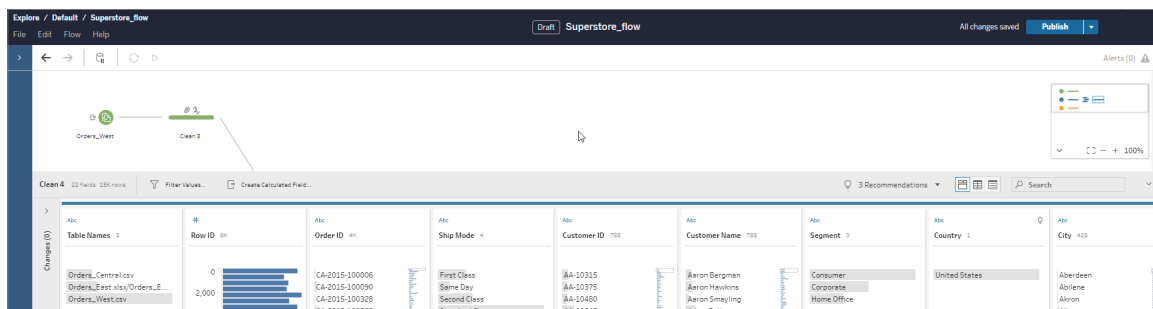 Explore / Default / Superstore_flow
File Edit Flow Help
Draft Superstore_flow
All changes saved Publish
Alerts (0)
Orders_West
Clean 3
100%
Clean 4 22 fields 15K rows Filter Values... Create Calculated Field... 3 Recommendations Search
Changes (0)
Abc # Abc Abc Abc Abc Abc Abc Abc
Table Names 3 Row ID 8K Order ID 4K Ship Mode 4 Customer ID 788 Customer Name 788 Segment 3 Country 1 City 428
Orders_Central.csv 0 CA-2015-100006 First Class AA-10315 Aaron Bergman Consumer United States Aberdeen
Orders_East.xlsx/Orders_E... CA-2015-100090 Same Day AA-10375 Aaron Hawkins Corporate Abilene
Orders_West.csv 2,000 CA-2015-100328 Second Class AA-10480 Aaron Smayling Home Office Akron